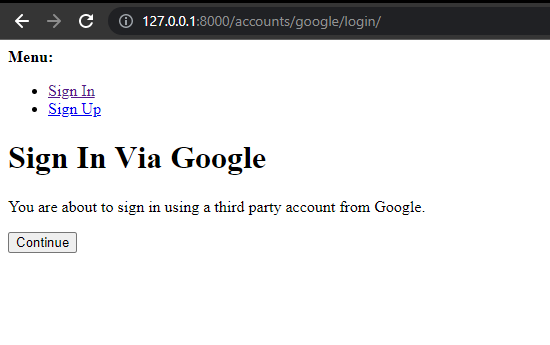 127.0.0.1:8000/accounts/google/login/
Menu:
Sign In
Sign Up
Sign In Via Google
You are about to sign in using a third party account from Google.
Continue